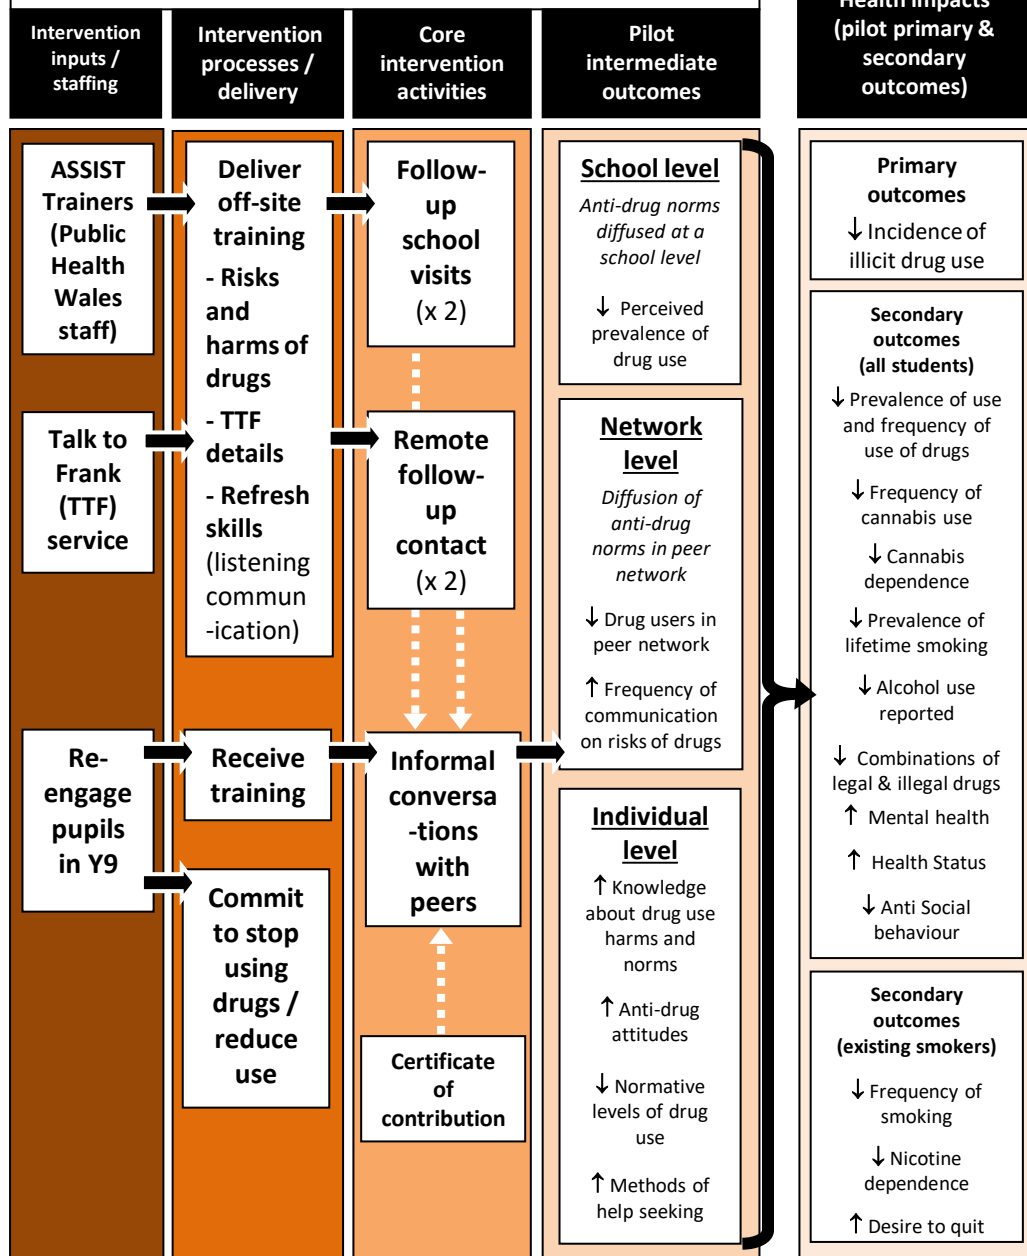 Intervention
inputs /
staffing
Intervention
processes /
delivery
Core
intervention
activities
Pilot
intermediate
outcomes
Health impacts
(pilot primary &
secondary
outcomes)
ASSIST
Trainers
(Public
Health
Wales
staff)
Talk to
Frank
(TTF)
service
Re-
engage
pupils
in Y9
Deliver
off-site
training
- Risks
and
harms of
drugs
- TTF
details
- Refresh
skills
(listening
commun
-ication)
Receive
training
Commit
to stop
using
drugs /
reduce
use
Follow-
up
school
visits
(x 2)
Remote
follow-
up
contact
(x 2)
Informal
conversa
-tions
with
peers
Certificate
of
contribution
School level
Anti-drug norms
diffused at a
school level
↓ Perceived
prevalence of
drug use
Network
level
Diffusion of
anti-drug
norms in peer
network
↓ Drug users in
peer network
↑ Frequency of
communication
on risks of drugs
Individual
level
↑ Knowledge
about drug use
harms and
norms
↑ Anti-drug
attitudes
↓ Normative
levels of drug
use
↑ Methods of
help seeking
Primary
outcomes
↓ Incidence of
illicit drug use
Secondary
outcomes
(all students)
↓ Prevalence of use
and frequency of
use of drugs
↓ Frequency of
cannabis use
↓ Cannabis
dependence
↓ Prevalence of
lifetime smoking
↓ Alcohol use
reported
↓ Combinations of
legal & illegal drugs
↑ Mental health
↑ Health Status
↓ Anti Social
behaviour
Secondary
outcomes
(existing smokers)
↓ Frequency of
smoking
↓ Nicotine
dependence
↑ Desire to quit